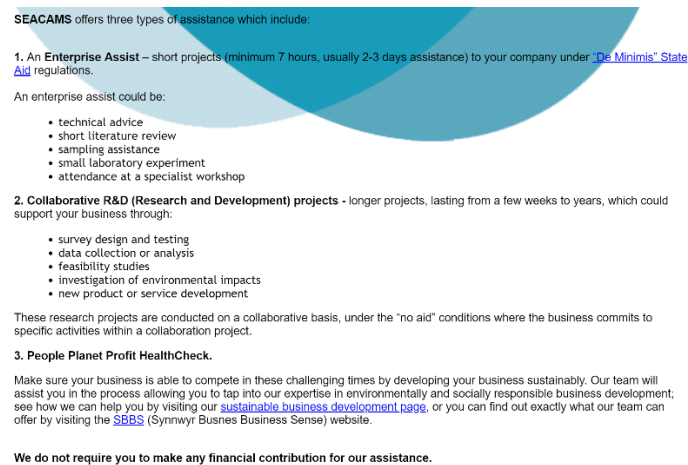 SEACAMS offers three types of assistance which include:
1. An Enterprise Assist – short projects (minimum 7 hours, usually 2-3 days assistance) to your company under “De Minimis” State
Aid regulations.
An enterprise assist could be:
• technical advice
• short literature review
• sampling assistance
• small laboratory experiment
• attendance at a specialist workshop
2. Collaborative R&D (Research and Development) projects - longer projects, lasting from a few weeks to years, which could
support your business through:
• survey design and testing
• data collection or analysis
• feasibility studies
• investigation of environmental impacts
• new product or service development
These research projects are conducted on a collaborative basis, under the “no aid” conditions where the business commits to
specific activities within a collaboration project.
3. People Planet Profit HealthCheck.
Make sure your business is able to compete in these challenging times by developing your business sustainably. Our team will
assist you in the process allowing you to tap into our expertise in environmentally and socially responsible business development;
see how we can help you by visiting our sustainable business development page, or you can find out exactly what our team can
offer by visiting the SBBS (Synnwyr Busnes Business Sense) website.
We do not require you to make any financial contribution for our assistance.